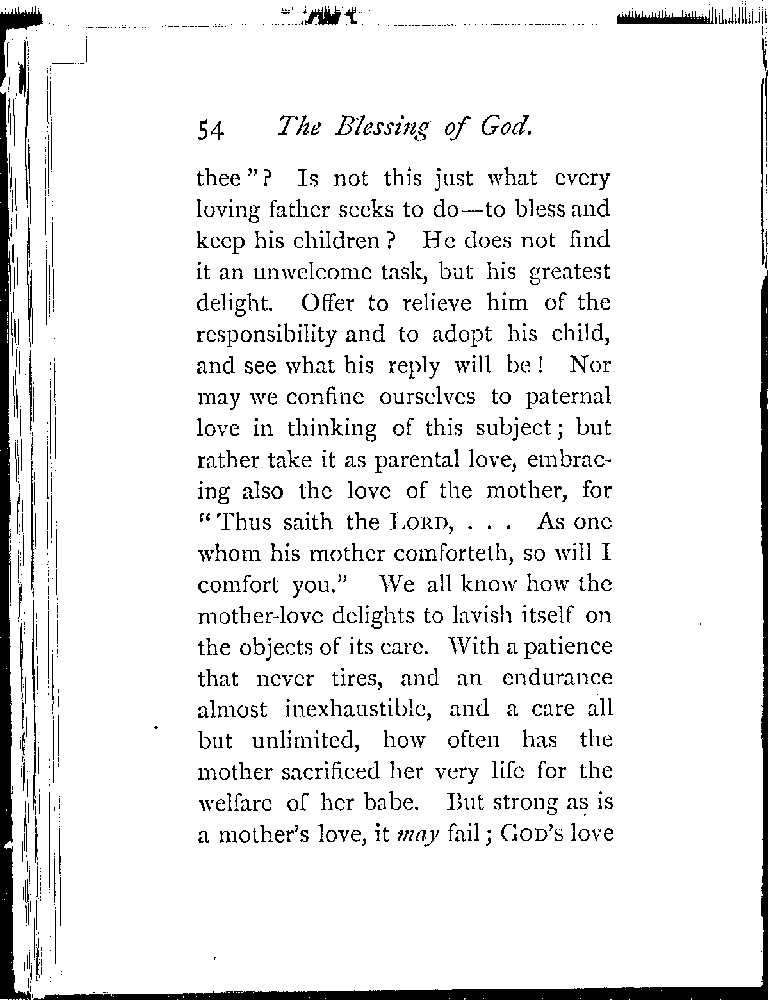 54 The Blessing of God.
thee"? Is not this just what every
loving father seeks to do—to bless and
keep his children? He does not find
it an unwelcome task, but his greatest
delight. Offer to relieve him of the
responsibility and to adopt his child,
and see what his reply will be! Nor
may we confine ourselves to paternal
love in thinking of this subject; but
rather take it as parental love, embrac-
ing also the love of the mother, for
"Thus saith the LORD, . . . As one
whom his mother comforteth, so will I
comfort you." We all know how the
mother-love delights to lavish itself on
the objects of its care. With a patience
that never tires, and an endurance
almost inexhaustible, and a care all
but unlimited, how often has the
mother sacrificed her very life for the
welfare of her babe. But strong as is
a mother's love, it may fail; GOD'S love